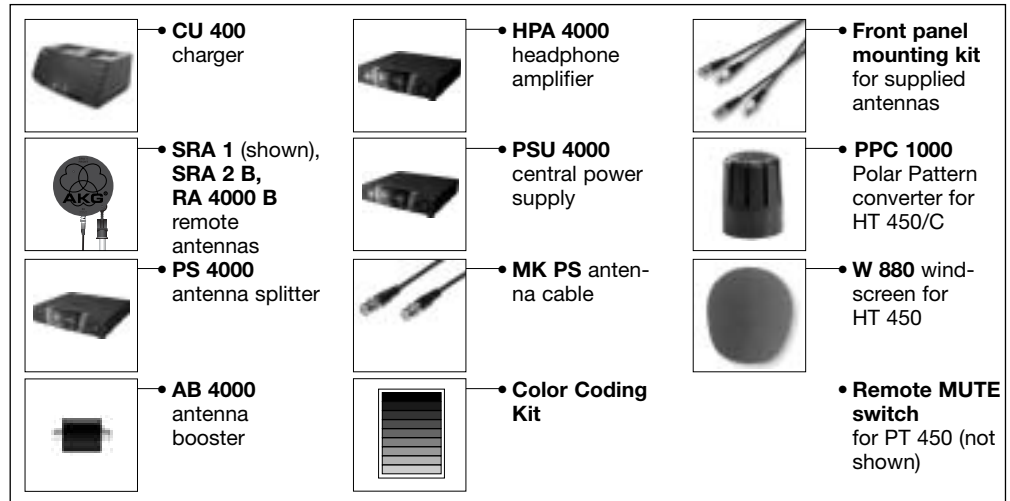 • CU 400
charger
• SRA 1 (shown),
SRA 2 B,
RA 4000 B
remote
antennas
AKG
• PS 4000
antenna splitter
• AB 4000
antenna
booster
• HPA 4000
headphone
amplifier
• PSU 4000
central power
supply
• MK PS anten-
na cable
• Color Coding
Kit
• Front panel
mounting kit
for supplied
antennas
• PPC 1000
Polar Pattern
converter for
HT 450/C
• W 880 wind-
screen for
HT 450
• Remote MUTE
switch
for PT 450 (not
shown)